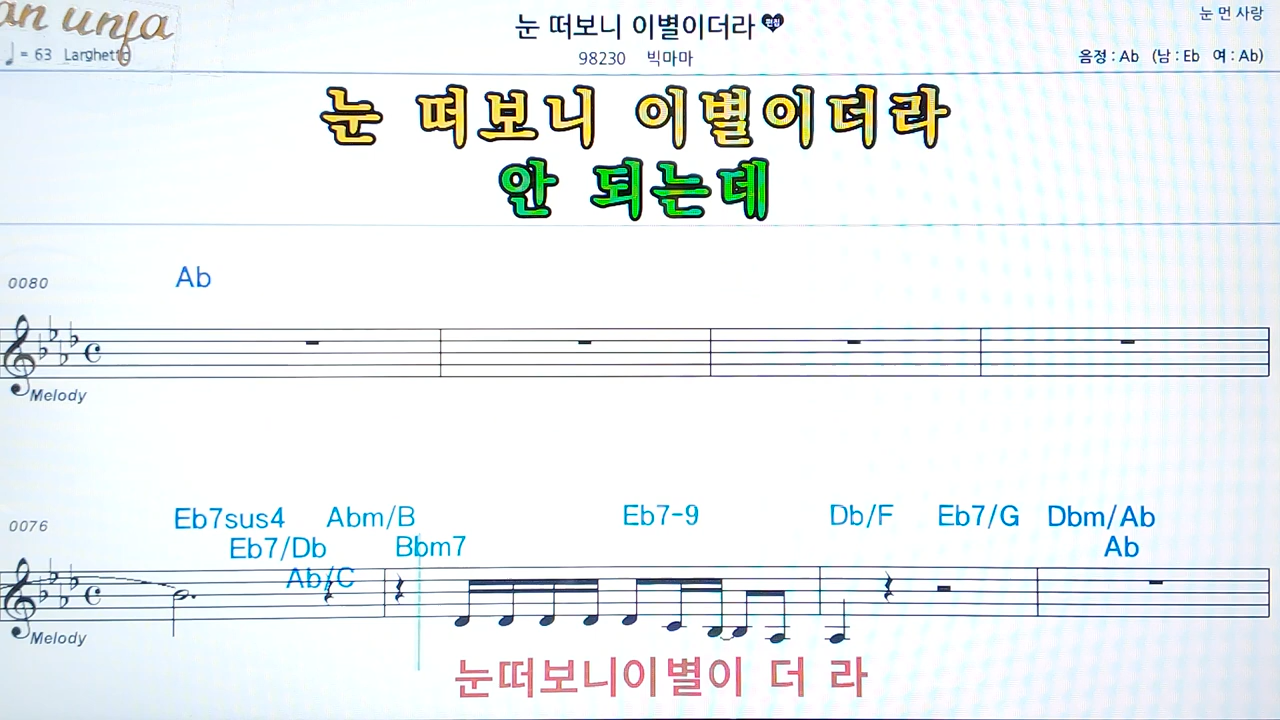 눈 떠보니 이별이더라 편집
눈 먼 사랑
♩= 63 Larghetto
98230 빅마마
음정 : Ab (남 : Eb 여 : Ab)
눈 떠보니 이별이더라
안 되는데
0080
Ab
Melody
0076
Eb7sus4 Abm/B Eb7-9 Db/F Eb7/G Dbm/Ab
Eb7/Db Bbm7 Ab
Ab/C
Melody
눈떠보니이별이 더 라